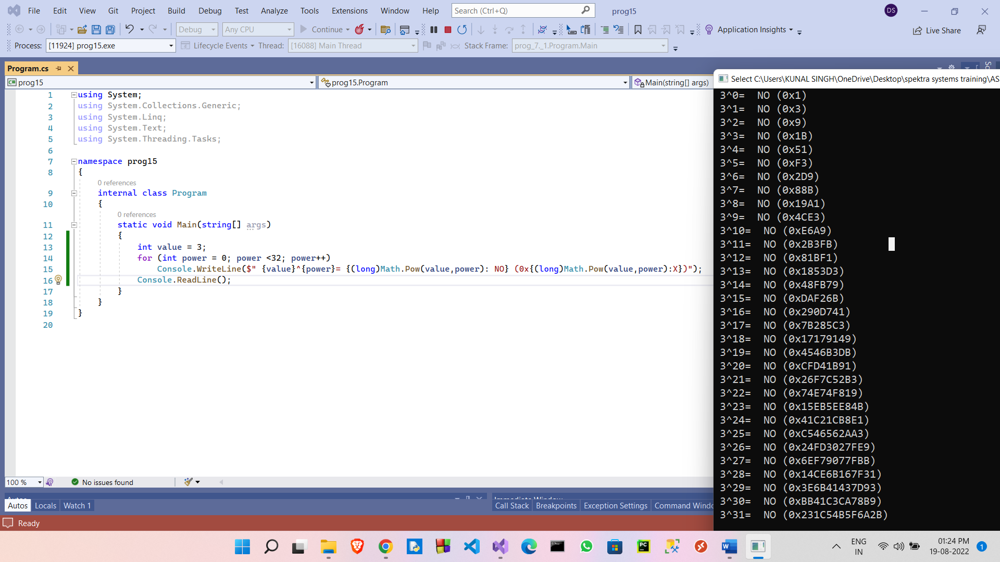 File Edit View Git Project Build Debug Test Analyze Tools Extensions Window Help Search (Ctrl+Q) prog15 DS
Debug Any CPU Continue Application Insights Live Share
Process: [11924] prog15.exe Lifecycle Events Thread: [16088] Main Thread Stack Frame: prog_7._1.Program.Main
Program.cs
prog15 prog15.Program Main(string[] args)
1 using System;
2 using System.Collections.Generic;
3 using System.Linq;
4 using System.Text;
5 using System.Threading.Tasks;
6
7 namespace prog15
8 {
0 references
9 internal class Program
10 {
0 references
11 static void Main(string[] args)
12 {
13 int value = 3;
14 for (int power = 0; power <32; power++)
15 Console.WriteLine($" {value}^{power}= {(long)Math.Pow(value,power): NO} (0x{(long)Math.Pow(value,power):X})");
16 Console.ReadLine();
17 }
18 }
19 }
20
100 % No issues found
Autos Locals Watch 1
Call Stack Breakpoints Exception Settings Command Windo
Ready
Select C:\Users\KUNAL SINGH\OneDrive\Desktop\spektra systems training\AS
3^0= NO (0x1)
3^1= NO (0x3)
3^2= NO (0x9)
3^3= NO (0x1B)
3^4= NO (0x51)
3^5= NO (0xF3)
3^6= NO (0x2D9)
3^7= NO (0x88B)
3^8= NO (0x19A1)
3^9= NO (0x4CE3)
3^10= NO (0xE6A9)
3^11= NO (0x2B3FB)
3^12= NO (0x81BF1)
3^13= NO (0x1853D3)
3^14= NO (0x48FB79)
3^15= NO (0xDAF26B)
3^16= NO (0x290D741)
3^17= NO (0x7B285C3)
3^18= NO (0x17179149)
3^19= NO (0x4546B3DB)
3^20= NO (0xCFD41B91)
3^21= NO (0x26F7C52B3)
3^22= NO (0x74E74F819)
3^23= NO (0x15EB5EE84B)
3^24= NO (0x41C21CB8E1)
3^25= NO (0xC546562AA3)
3^26= NO (0x24FD3027FE9)
3^27= NO (0x6EF79077FBB)
3^28= NO (0x14CE6B167F31)
3^29= NO (0x3E6B41437D93)
3^30= NO (0xBB41C3CA78B9)
3^31= NO (0x231C54B5F6A2B)
PC
ENG
IN
01:24 PM
19-08-2022
1